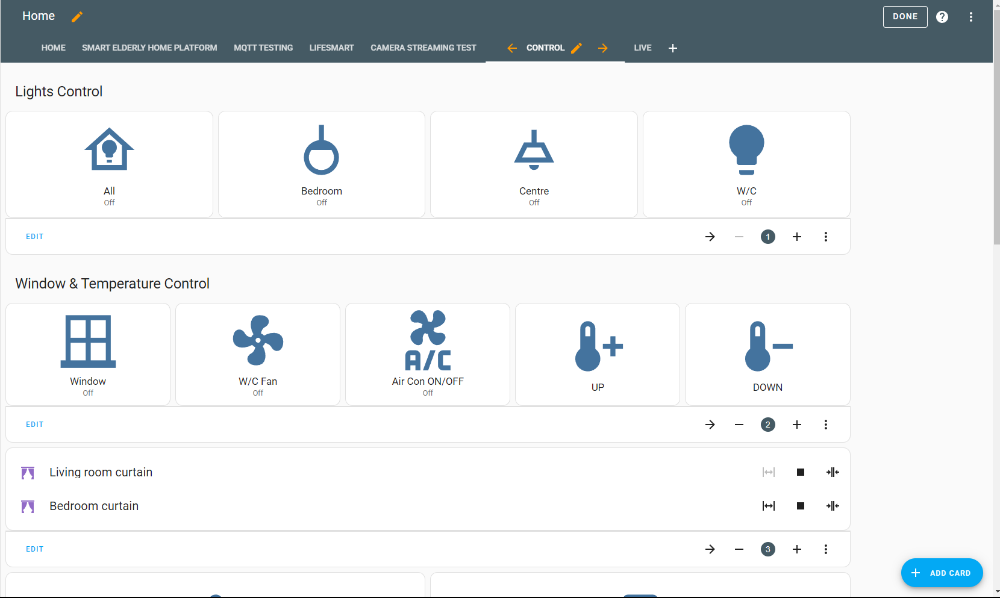 Home
DONE
HOME SMART ELDERLY HOME PLATFORM MQTT TESTING LIFESMART CAMERA STREAMING TEST CONTROL LIVE
Lights Control
All
Off
Bedroom
Off
Centre
Off
W/C
Off
EDIT
1
Window & Temperature Control
Window
Off
W/C Fan
Off
A/C
Air Con ON/OFF
Off
UP
DOWN
EDIT
2
Living room curtain
Bedroom curtain
EDIT
3
ADD CARD